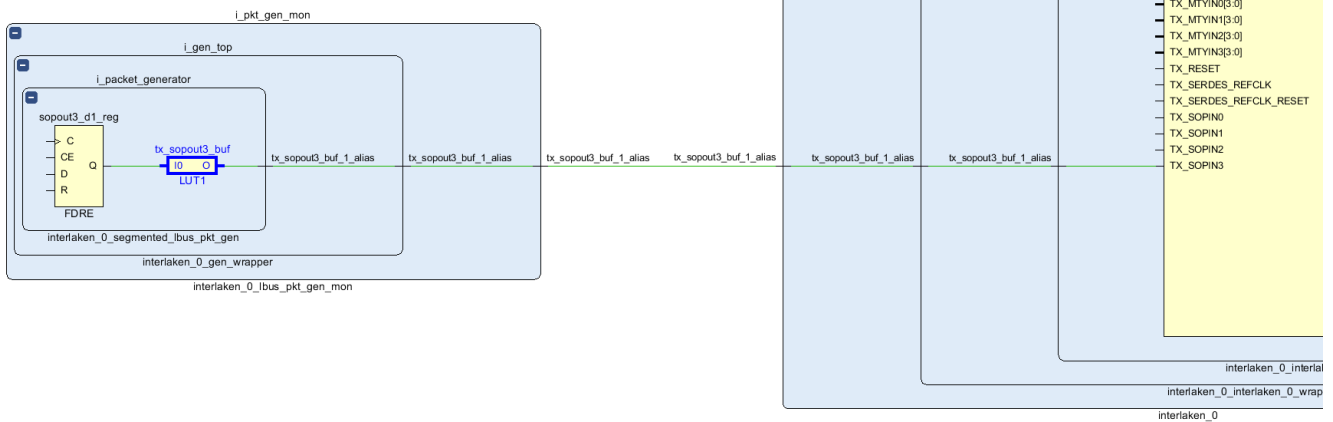 i_pkt_gen_mon
i_gen_top
i_packet_generator
sopout3_d1_reg
C
CE
D
R
Q
FDRE
tx_sopout3_buf
I0 O
LUT1
tx_sopout3_buf_1_alias
tx_sopout3_buf_1_alias
tx_sopout3_buf_1_alias
tx_sopout3_buf_1_alias
tx_sopout3_buf_1_alias
tx_sopout3_buf_1_alias
interlaken_0_segmented_lbus_pkt_gen
interlaken_0_gen_wrapper
interlaken_0_lbus_pkt_gen_mon
TX_MTYIN0[3:0]
TX_MTYIN1[3:0]
TX_MTYIN2[3:0]
TX_MTYIN3[3:0]
TX_RESET
TX_SERDES_REFCLK
TX_SERDES_REFCLK_RESET
TX_SOPIN0
TX_SOPIN1
TX_SOPIN2
TX_SOPIN3
interlaken_0_interlal
interlaken_0_interlaken_0_wrap
interlaken_0